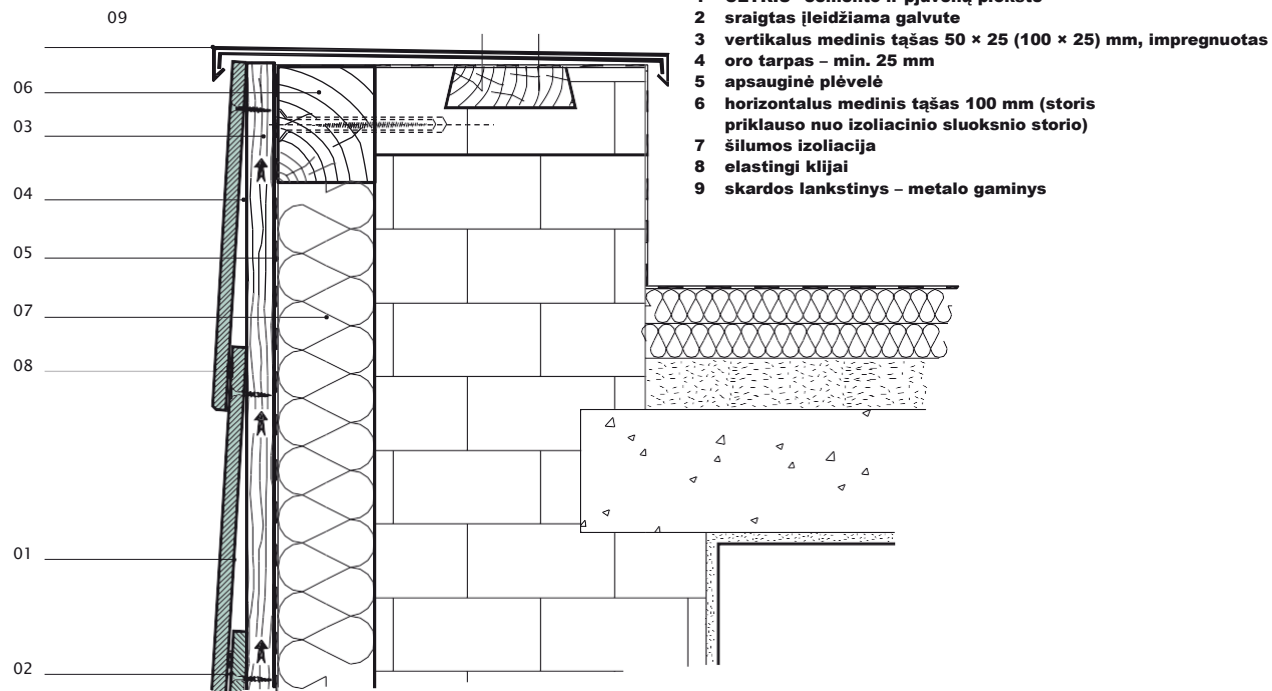 09
2 sraigtas įleidžiama galvute
3 vertikalus medinis tąšas 50 × 25 (100 × 25) mm, impregnuotas
4 oro tarpas – min. 25 mm
5 apsauginė plėvelė
6 horizontalus medinis tąšas 100 mm (storis
priklauso nuo izoliacinio sluoksnio storio)
7 šilumos izoliacija
8 elastingi klijai
9 skardos lankstinys – metalo gaminys
06
03
04
05
07
08
01
02